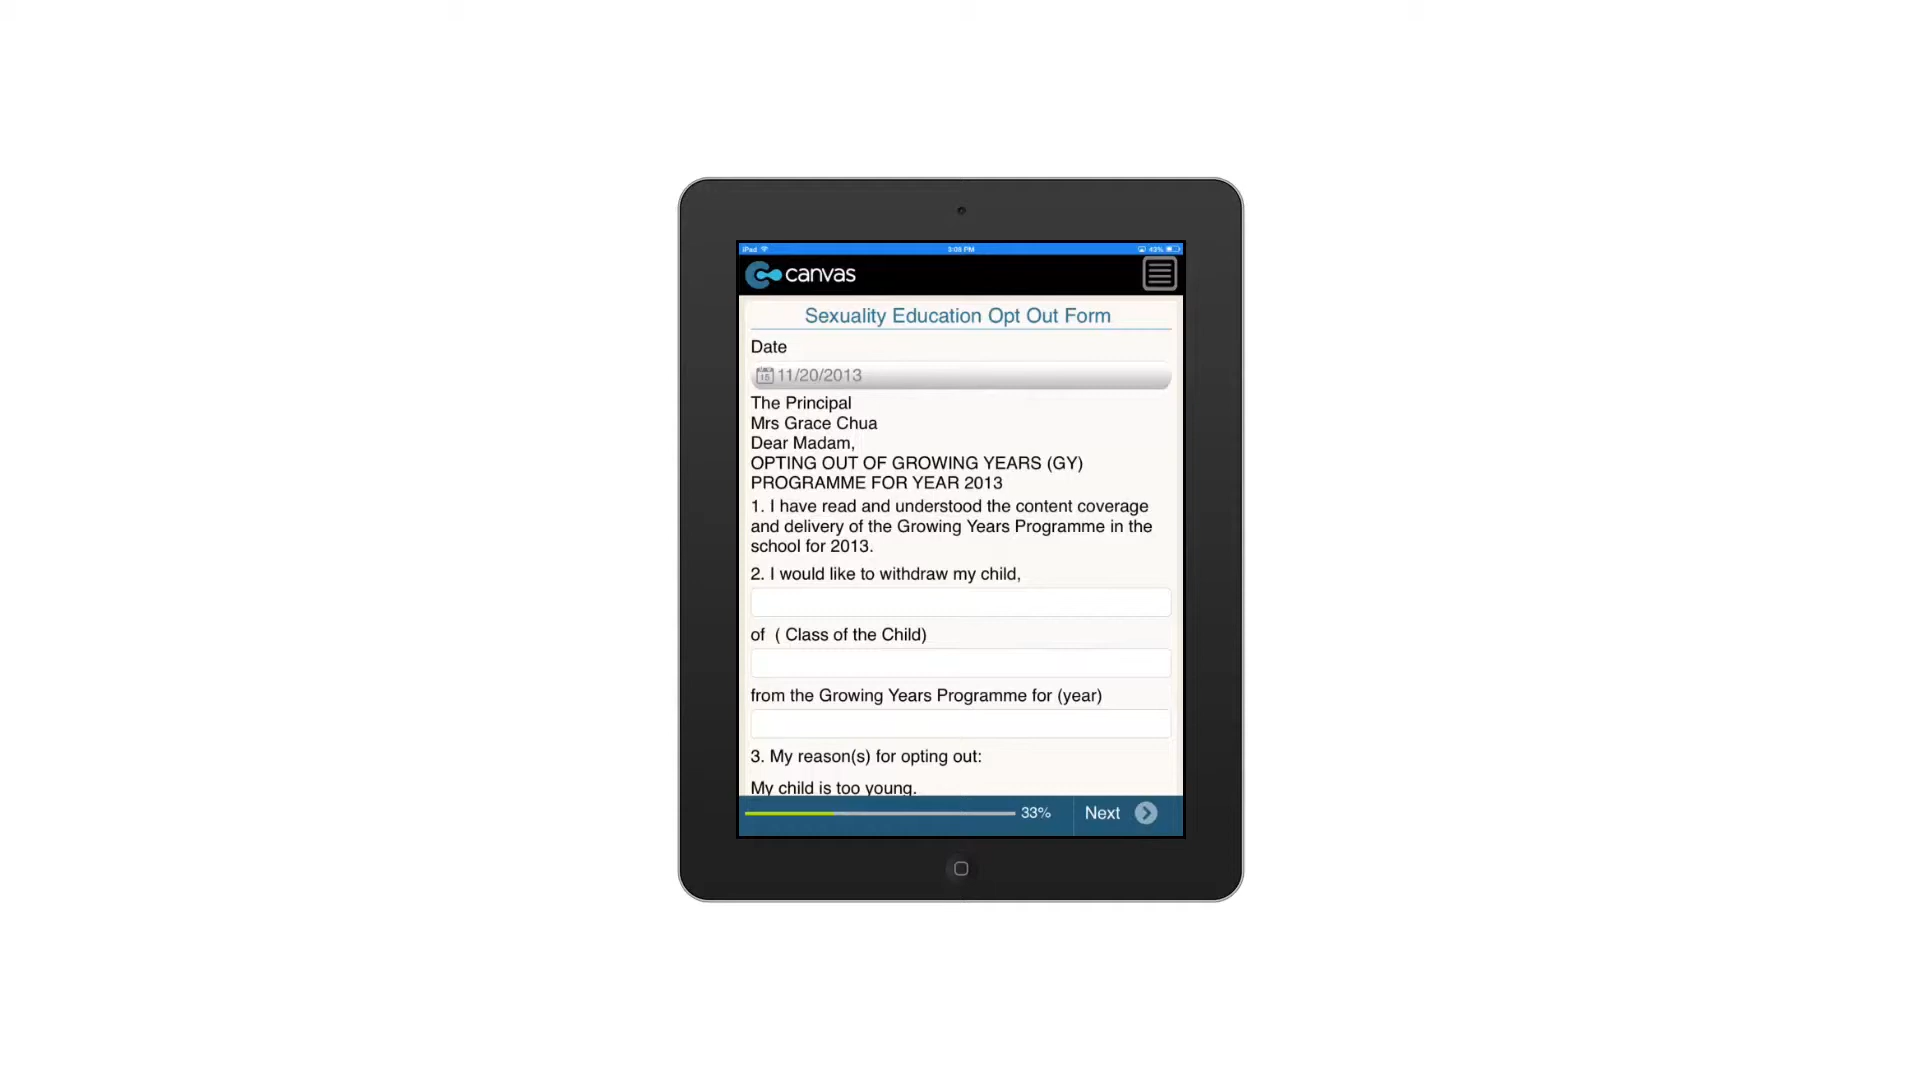 iPad 3:08 PM 43%
canvas
Sexuality Education Opt Out Form
Date
11/20/2013
The Principal
Mrs Grace Chua
Dear Madam,
OPTING OUT OF GROWING YEARS (GY)
PROGRAMME FOR YEAR 2013
1. I have read and understood the content coverage
and delivery of the Growing Years Programme in the
school for 2013.
2. I would like to withdraw my child,
of ( Class of the Child)
from the Growing Years Programme for (year)
3. My reason(s) for opting out:
My child is too young.
33% Next